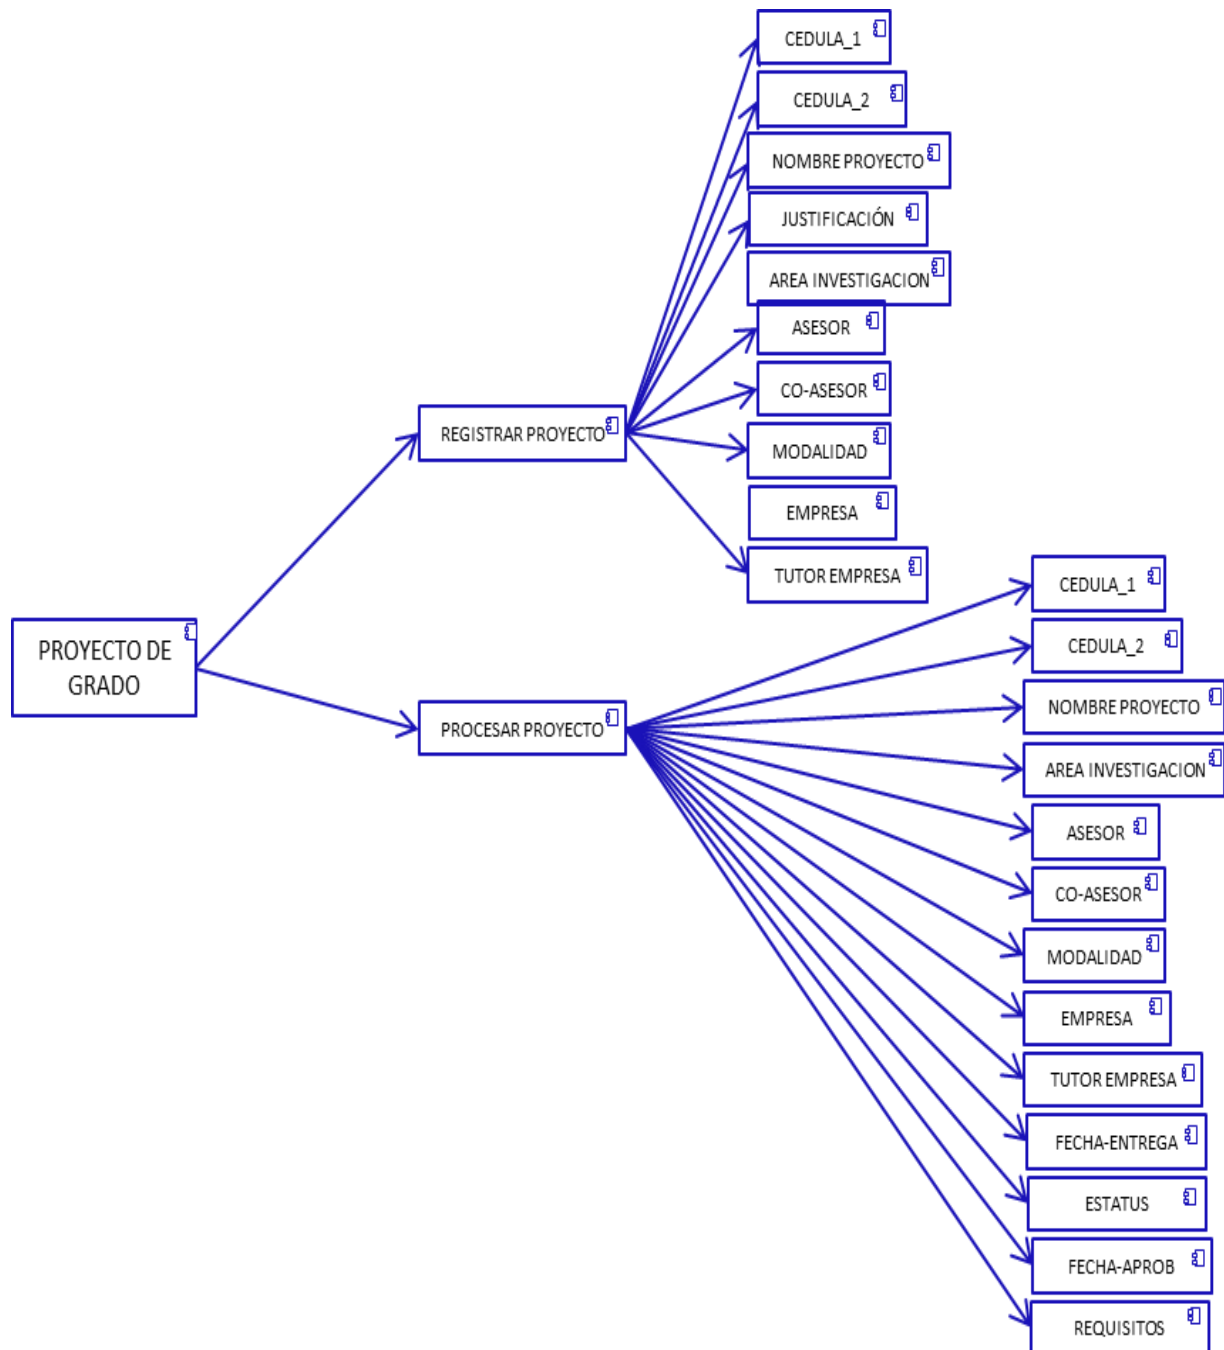 CEDULA_1
CEDULA_2
NOMBRE PROYECTO
JUSTIFICACIÓN
AREA INVESTIGACION
ASESOR
CO-ASESOR
REGISTRAR PROYECTO
MODALIDAD
EMPRESA
TUTOR EMPRESA
PROYECTO DE
GRADO
PROCESAR PROYECTO
CEDULA_1
CEDULA_2
NOMBRE PROYECTO
AREA INVESTIGACION
ASESOR
CO-ASESOR
MODALIDAD
EMPRESA
TUTOR EMPRESA
FECHA-ENTREGA
ESTATUS
FECHA-APROB
REQUISITOS